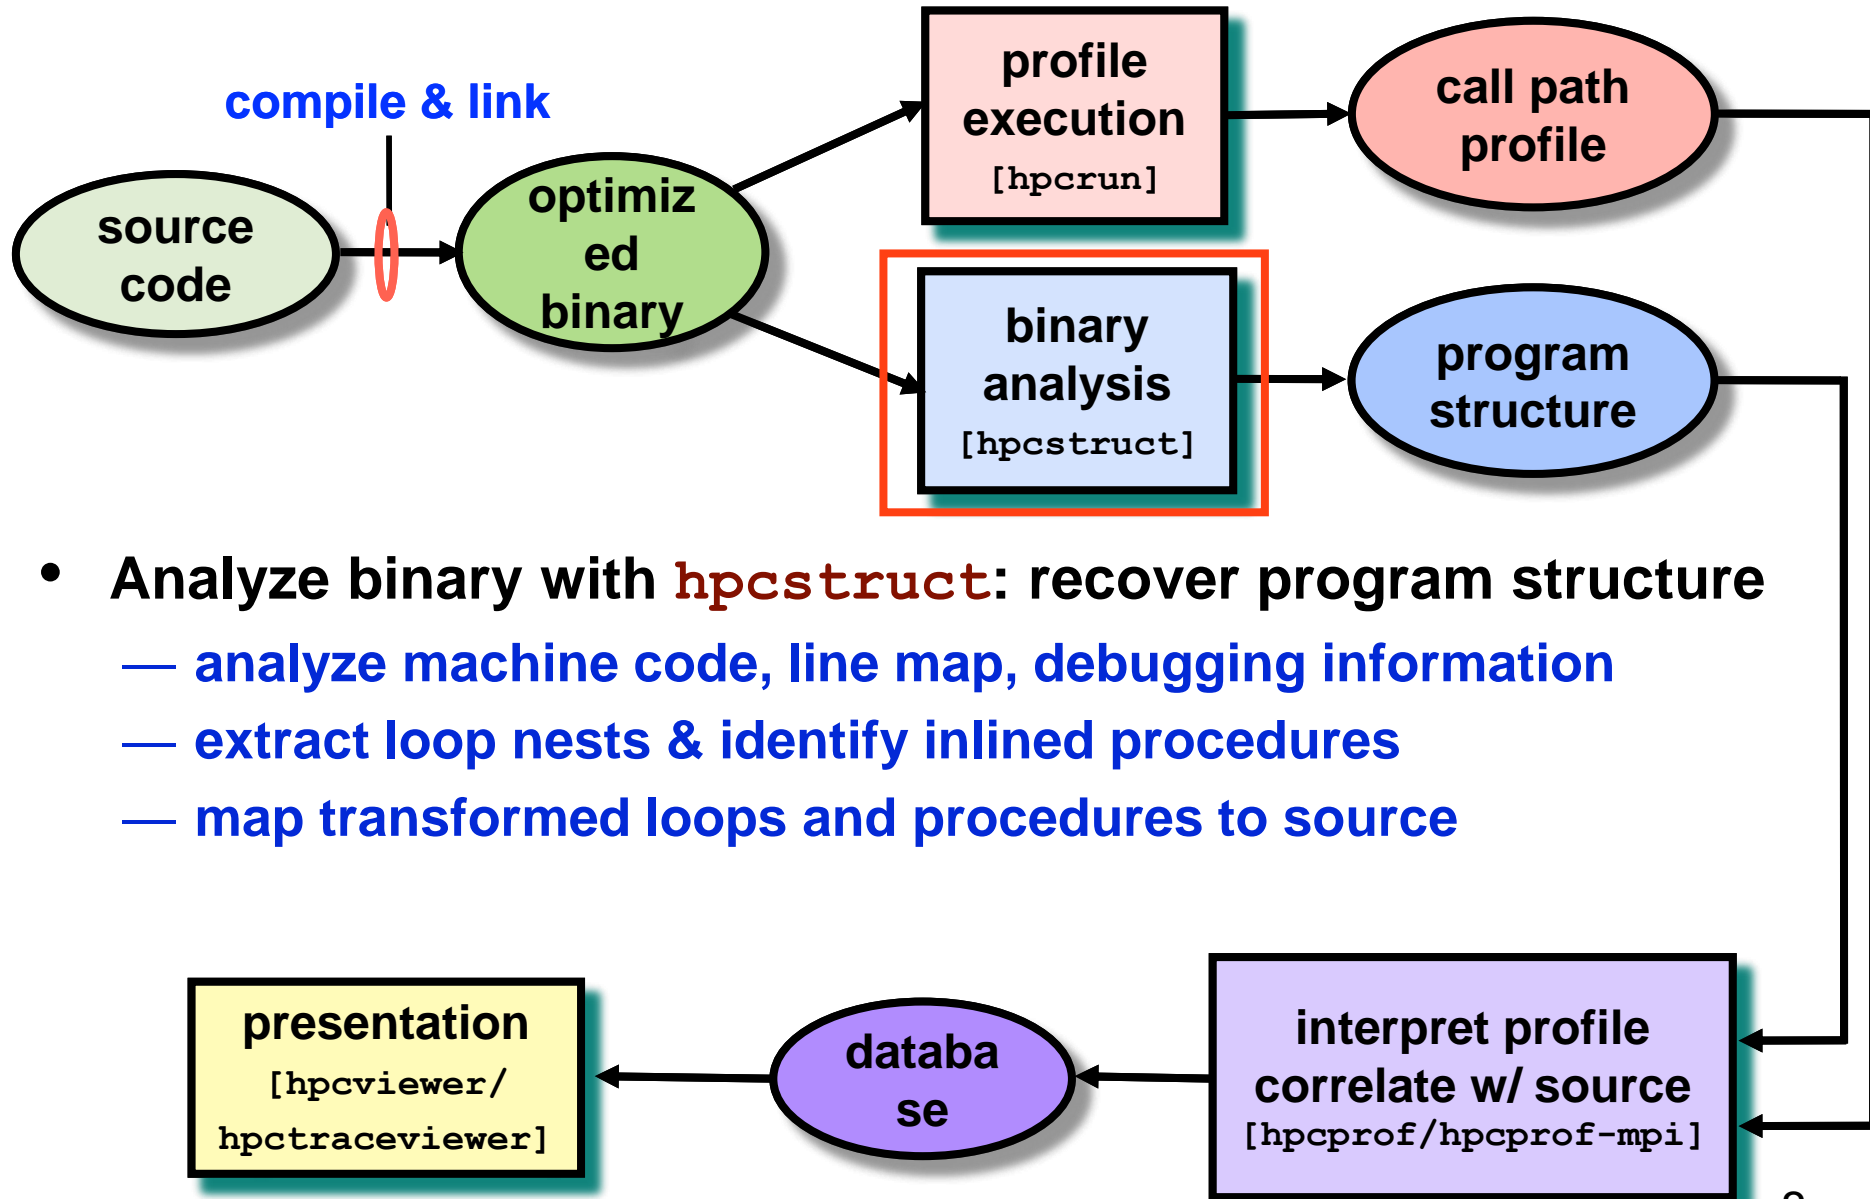 compile & link
source
code
optimiz
ed
binary
profile
execution
[hpcrun]
call path
profile
binary
analysis
[hpcstruct]
program
structure
• Analyze binary with hpcstruct: recover program structure
— analyze machine code, line map, debugging information
— extract loop nests & identify inlined procedures
— map transformed loops and procedures to source
presentation
[hpcviewer/
hpctraceviewer]
databa
se
interpret profile
correlate w/ source
[hpcprof/hpcprof-mpi]